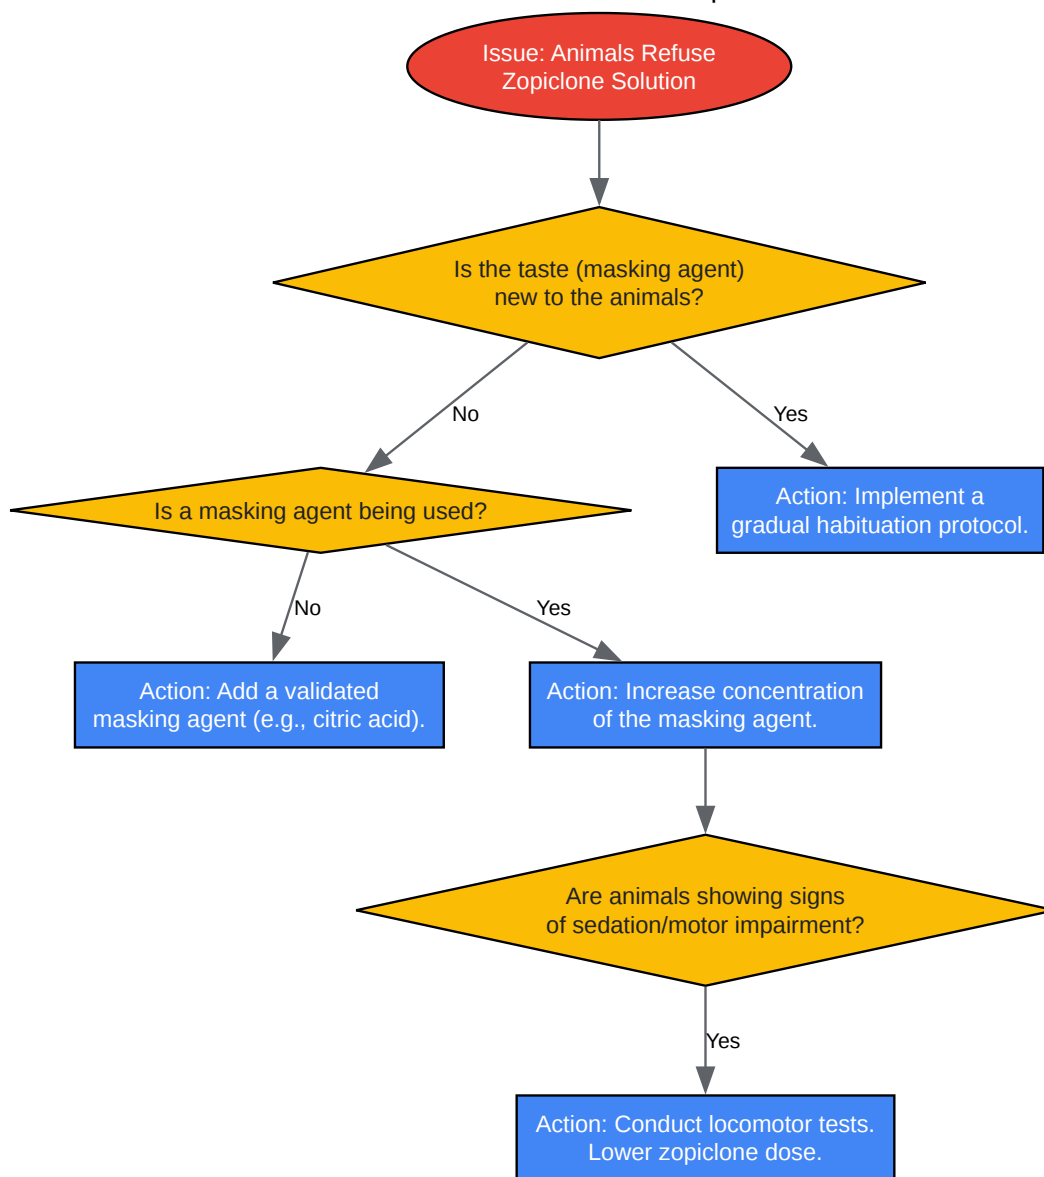 Issue: Animals Refuse
Zopiclone Solution
Is the taste (masking agent)
new to the animals?
No
Yes
Is a masking agent being used?
Action: Implement a
gradual habituation protocol.
No
Yes
Action: Add a validated
masking agent (e.g., citric acid).
Action: Increase concentration
of the masking agent.
Are animals showing signs
of sedation/motor impairment?
Yes
Action: Conduct locomotor tests.
Lower zopiclone dose.